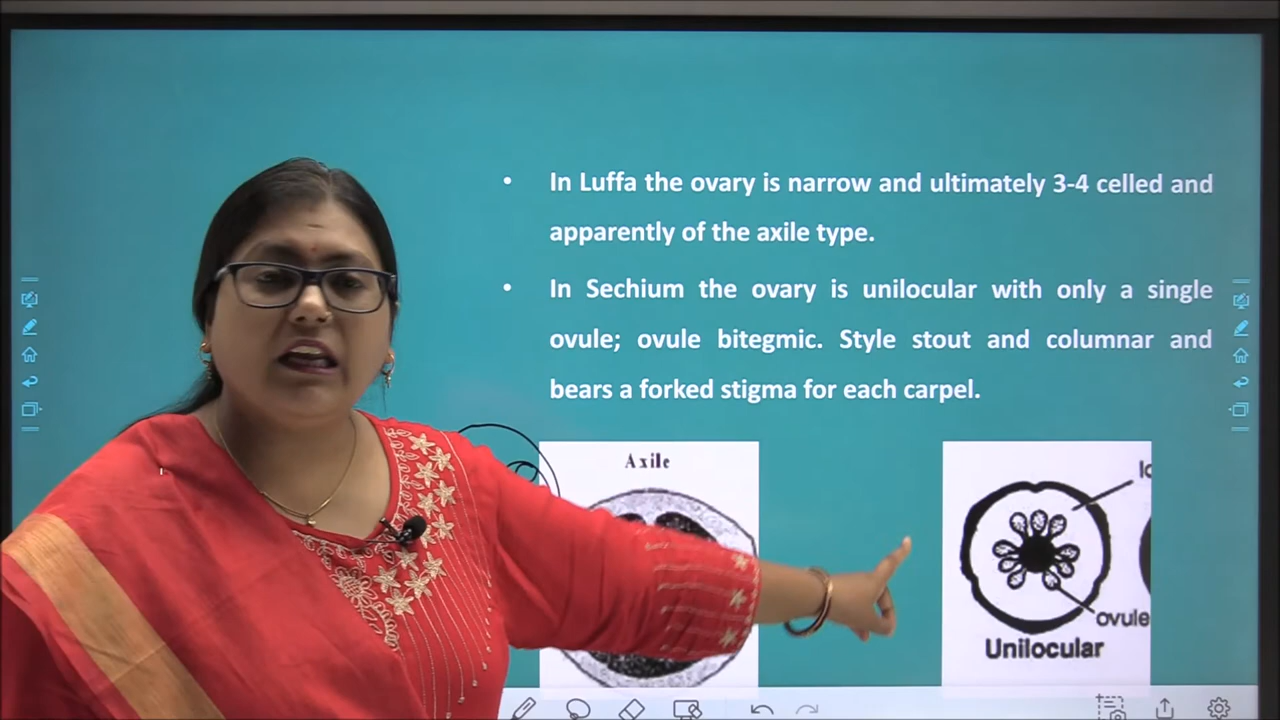 • In Luffa the ovary is narrow and ultimately 3-4 celled and
apparently of the axile type.
• In Sechium the ovary is unilocular with only a single
ovule; ovule bitegmic. Style stout and columnar and
bears a forked stigma for each carpel.
Axile
ovule
Unilocular